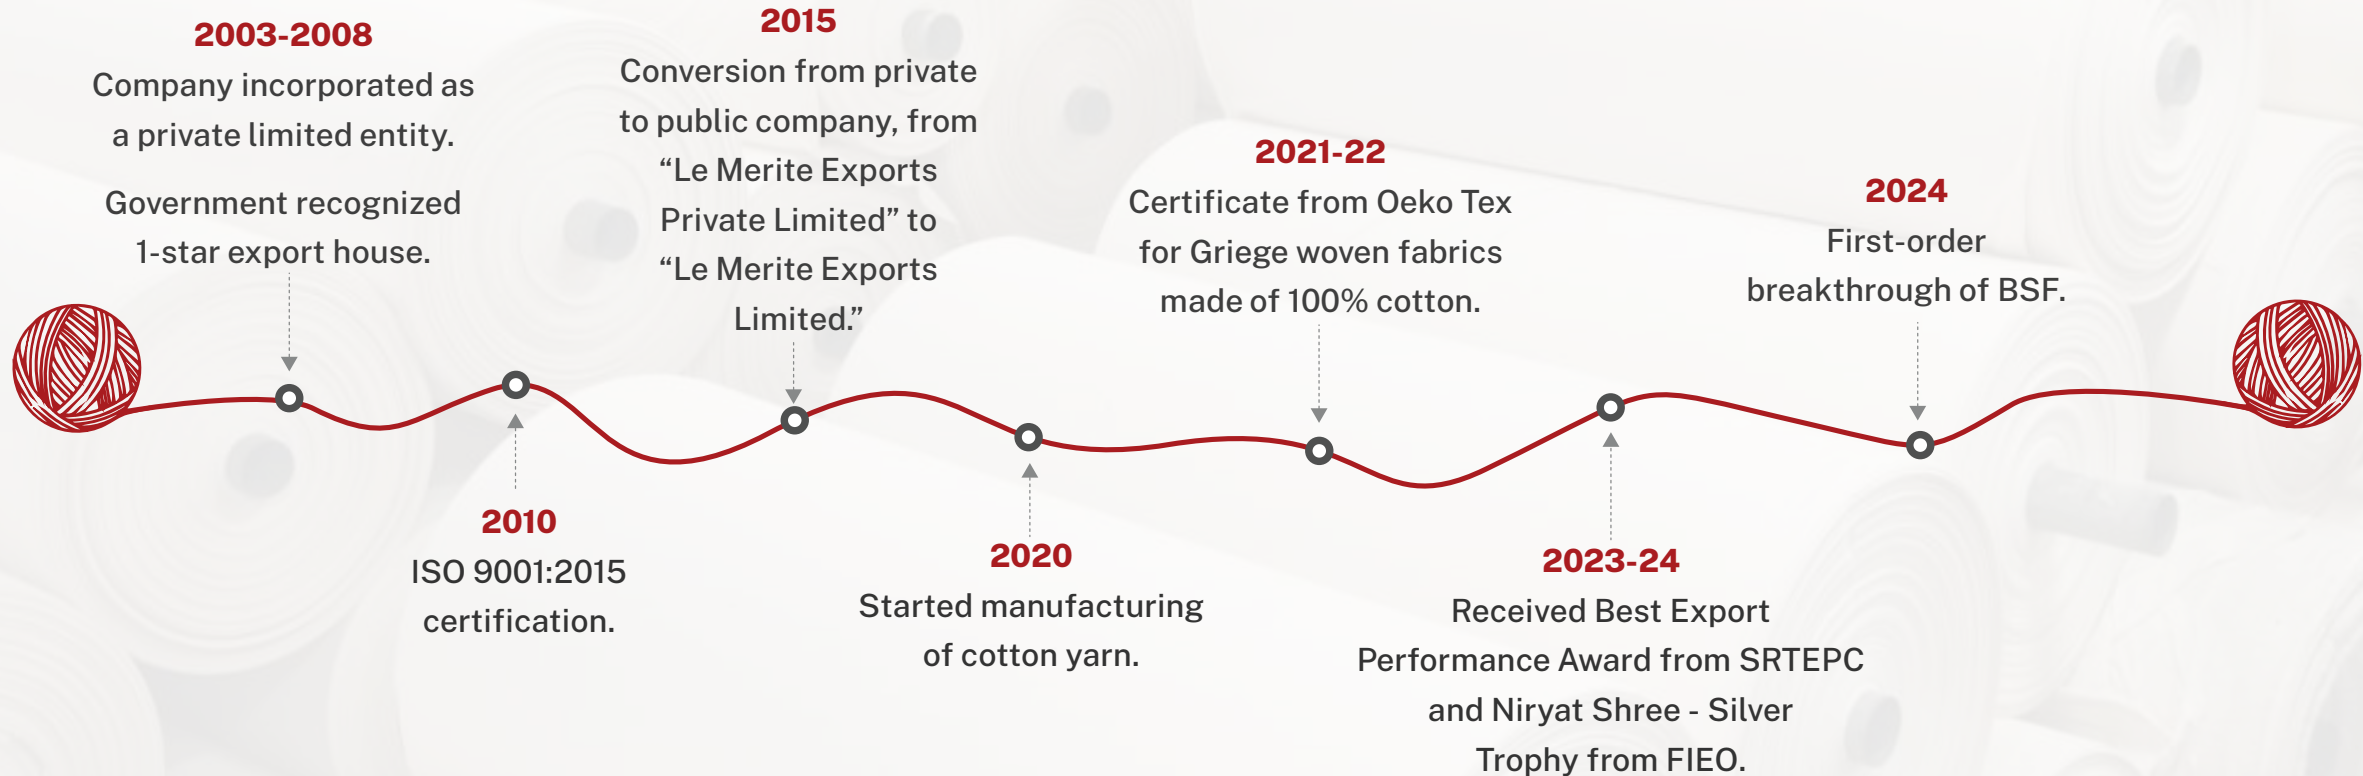 2003-2008
Company incorporated as
a private limited entity.
Government recognized
1-star export house.
2010
ISO 9001:2015
certification.
2015
Conversion from private
to public company, from
“Le Merite Exports
Private Limited” to
“Le Merite Exports
Limited.”
2020
Started manufacturing
of cotton yarn.
2021-22
Certificate from Oeko Tex
for Griege woven fabrics
made of 100% cotton.
2023-24
Received Best Export
Performance Award from SRTEPC
and Niryat Shree - Silver
Trophy from FIEO.
2024
First-order
breakthrough of BSF.